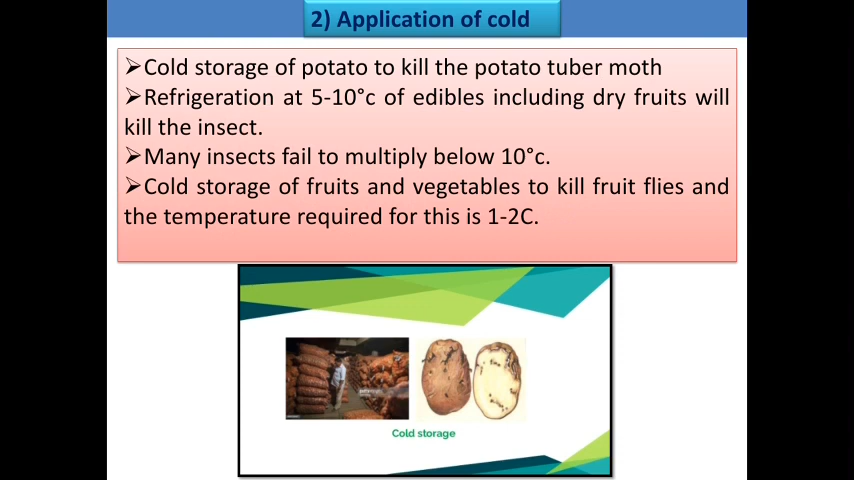 2) Application of cold
➢Cold storage of potato to kill the potato tuber moth
➢Refrigeration at 5-10°c of edibles including dry fruits will
kill the insect.
➢Many insects fail to multiply below 10°c.
➢Cold storage of fruits and vegetables to kill fruit flies and
the temperature required for this is 1-2C.
Cold storage